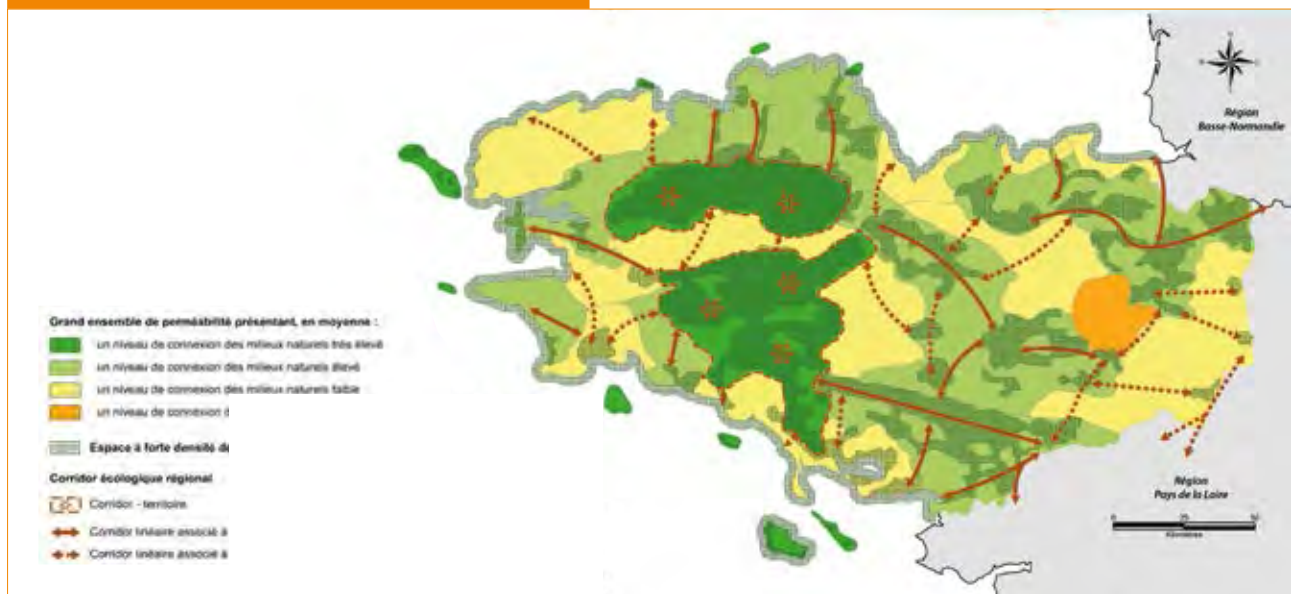 Région
Basse-Normandie
Grand ensemble de perméabilité présentant, en moyenne :
un niveau de connexion des milieux naturels très élevé
un niveau de connexion des milieux naturels élevé
un niveau de connexion des milieux naturels faible
un niveau de connexion d
Espace à forte densité de
Corridor écologique régional
Corridor - territoire
Corridor linéaire associé à
Corridor linéaire associé à
Région
Pays de la Loire
0 25 50
Kilomètres